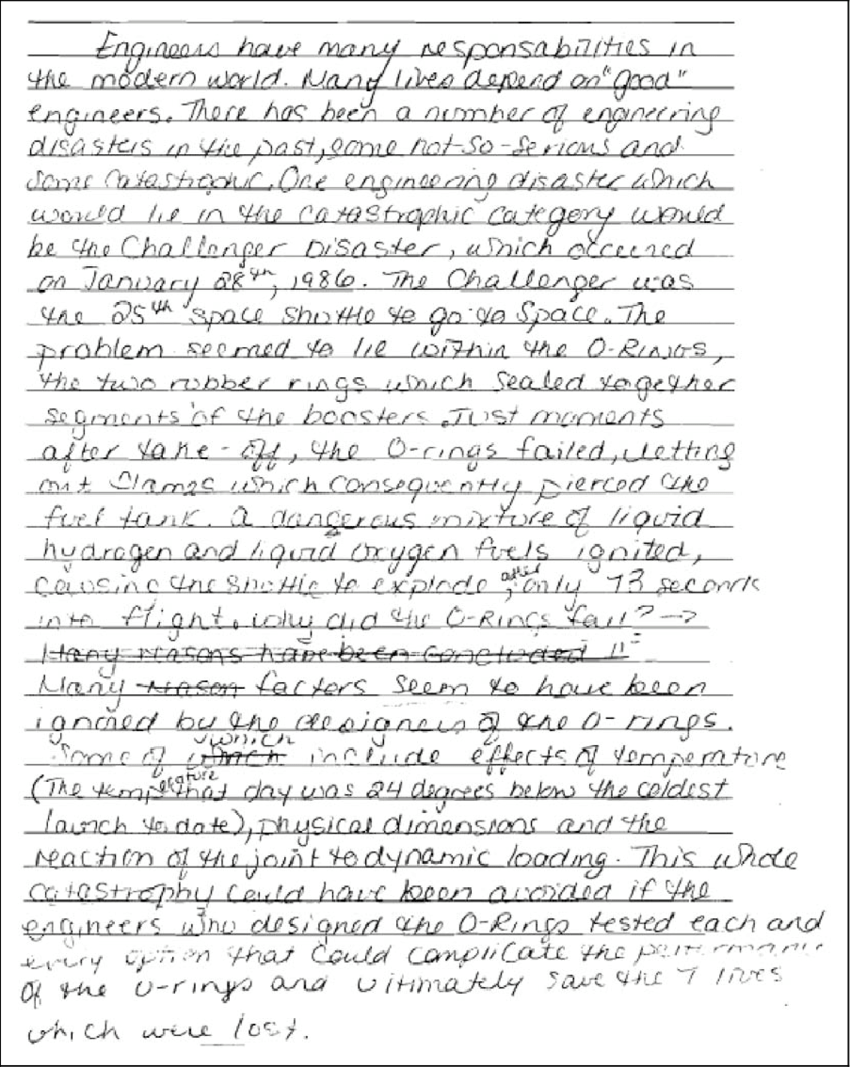 Engineers have many responsabilities in
the modern world. Many lives depend on "good"
engineers. There has been a number of engineering
disasters in the past, some not-so-serious and
some catastrophic. One engineering disaster which
would lie in the catastrophic category would
be the Challenger Disaster, which occured
on January 28th, 1986. The Challenger was
the 25th space shuttle to go to space. The
problem seemed to lie within the O-Rings,
the two rubber rings which sealed together
segments of the boosters. Just moments
after take-off, the O-rings failed, letting
out flames which consequently pierced the
fuel tank. A dangerous mixture of liquid
hydrogen and liquid oxygen fuels ignited,
causing the shuttle to explode, after only 73 seconds
into flight. Why did the O-Rings fail? →
Many reasons have been concluded
Many reason factors seem to have been
ignored by the designers of the O-rings.
Some of which which include effects of temperature
(The temperature that day was 24 degrees below the coldest
launch to date), physical dimensions and the
reaction of the joint to dynamic loading. This whole
catastrophy could have been avoided if the
engineers who designed the O-Rings tested each and
every option that could complicate the performance
of the O-rings and ultimately save the 7 lives
which were lost.